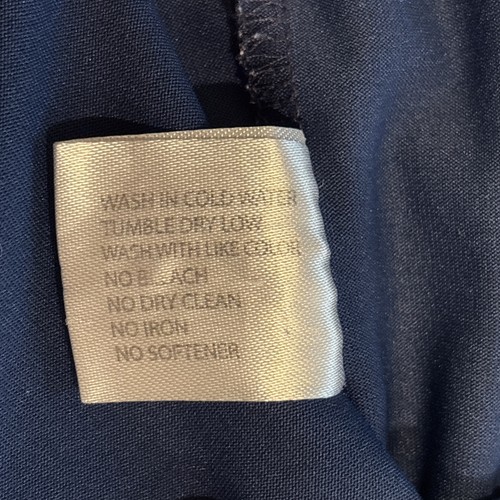 WASH IN COLD WATER
TUMBLE DRY LOW
WASH WITH LIKE COLOR
NO BLEACH
NO DRY CLEAN
NO IRON
NO SOFTENER